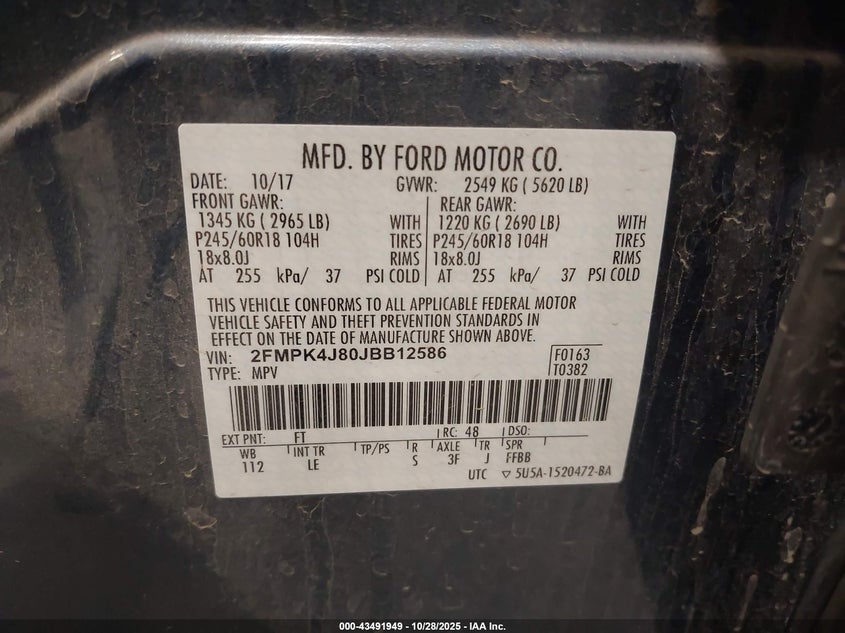 MFD. BY FORD MOTOR CO.
DATE: 10/17 GVWR: 2549 KG ( 5620 LB)
FRONT GAWR: REAR GAWR:
1345 KG ( 2965 LB) WITH 1220 KG ( 2690 LB) WITH
P245/60R18 104H TIRES P245/60R18 104H TIRES
18x8.0J RIMS 18x8.0J RIMS
AT 255 kPa/ 37 PSI COLD AT 255 kPa/ 37 PSI COLD
THIS VEHICLE CONFORMS TO ALL APPLICABLE FEDERAL MOTOR
VEHICLE SAFETY AND THEFT PREVENTION STANDARDS IN
EFFECT ON THE DATE OF MANUFACTURE SHOWN ABOVE.
VIN: 2FMPK4J80JBB12586 F0163
TYPE: MPV T0382
EXT PNT: FT RC: 48 DSO:
WB INT TR TP/PS R AXLE TR SPR
112 LE S 3F J FFBB
UTC ▽ 5U5A-1520472-BA
000-43491949 | 10/28/2025 - IAA Inc.